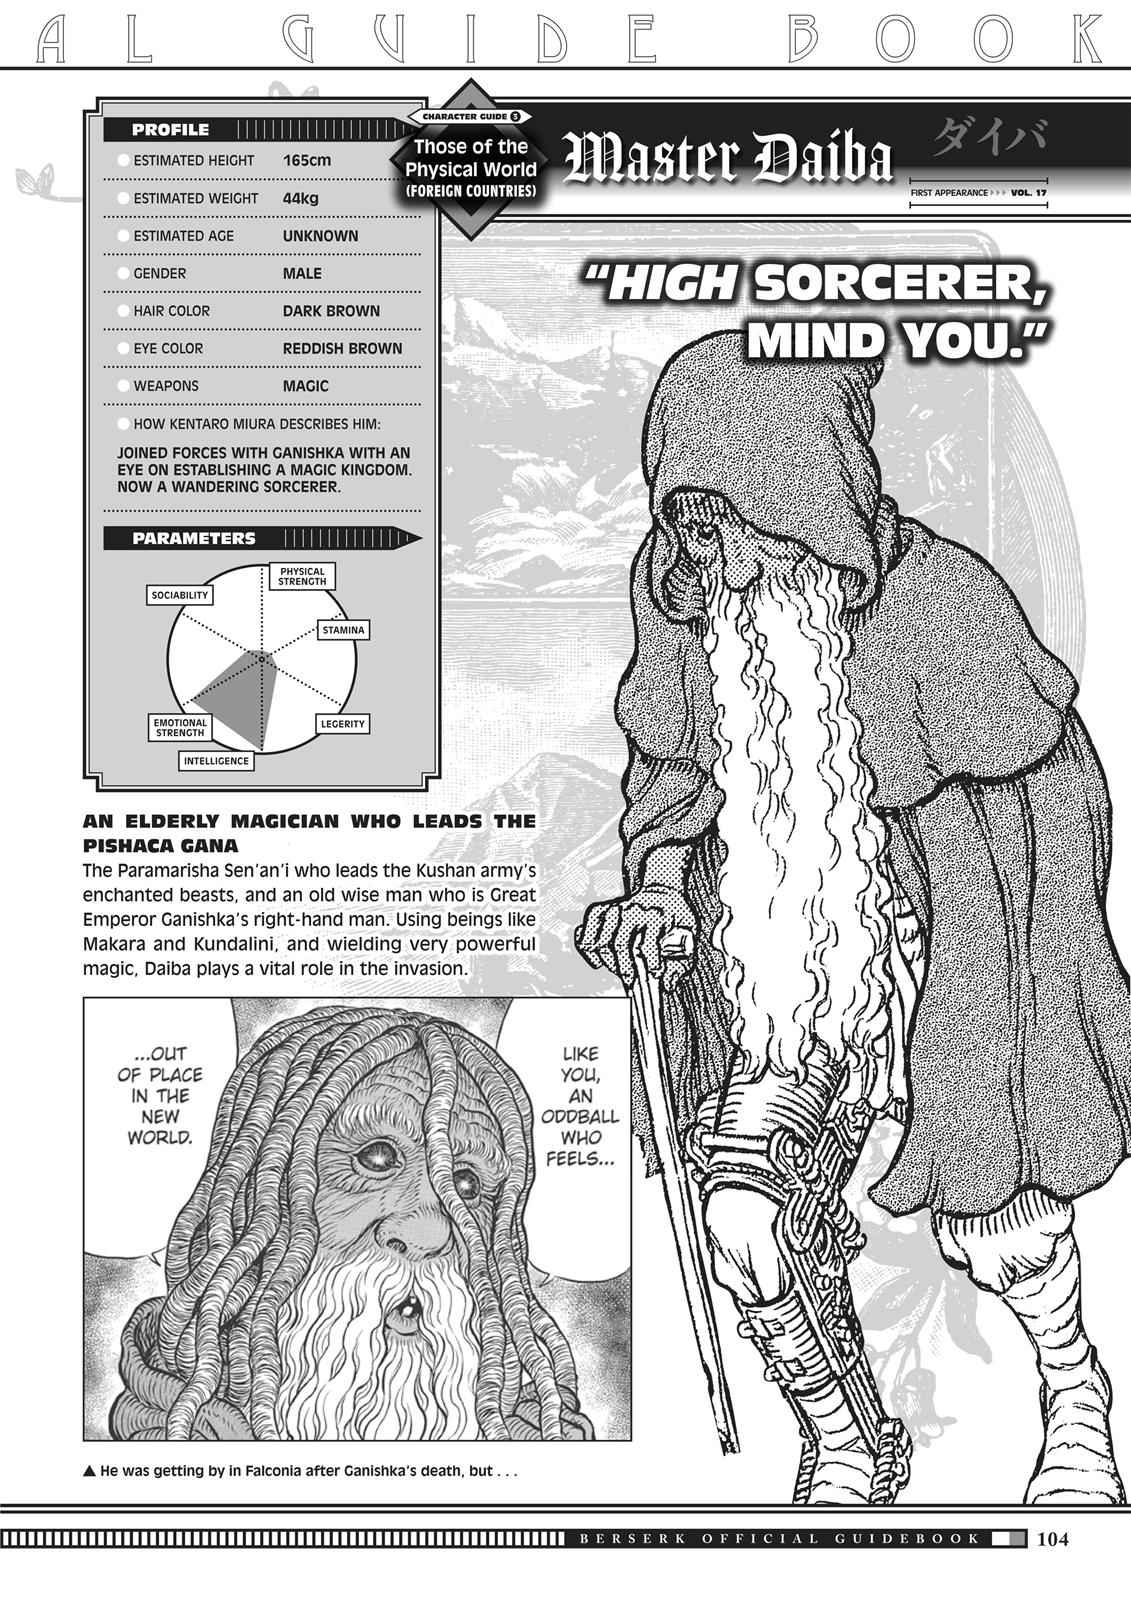 AL GUIDE BOOK
PROFILE
ESTIMATED HEIGHT 165cm
ESTIMATED WEIGHT 44kg
ESTIMATED AGE UNKNOWN
GENDER MALE
HAIR COLOR DARK BROWN
EYE COLOR REDDISH BROWN
WEAPONS MAGIC
HOW KENTARO MIURA DESCRIBES HIM:
JOINED FORCES WITH GANISHKA WITH AN
EYE ON ESTABLISHING A MAGIC KINGDOM.
NOW A WANDERING SORCERER.
PARAMETERS
PHYSICAL
STRENGTH
SOCIABILITY
STAMINA
EMOTIONAL
STRENGTH
LEGERITY
INTELLIGENCE
CHARACTER GUIDE 3
Those of the
Physical World
(FOREIGN COUNTRIES)
Master Daiba
ダイバ
FIRST APPEARANCE VOL. 17
“HIGH SORCERER,
MIND YOU.”
AN ELDERLY MAGICIAN WHO LEADS THE
PISHACA GANA
The Paramarisha Sen’an’i who leads the Kushan army’s
enchanted beasts, and an old wise man who is Great
Emperor Ganishka’s right-hand man. Using beings like
Makara and Kundalini, and wielding very powerful
magic, Daiba plays a vital role in the invasion.
LIKE
YOU,
AN
ODDBALL
WHO
FEELS...
...OUT
OF PLACE
IN THE
NEW
WORLD.
▲ He was getting by in Falconia after Ganishka’s death, but . . .
BERSERK OFFICIAL GUIDEBOOK 104